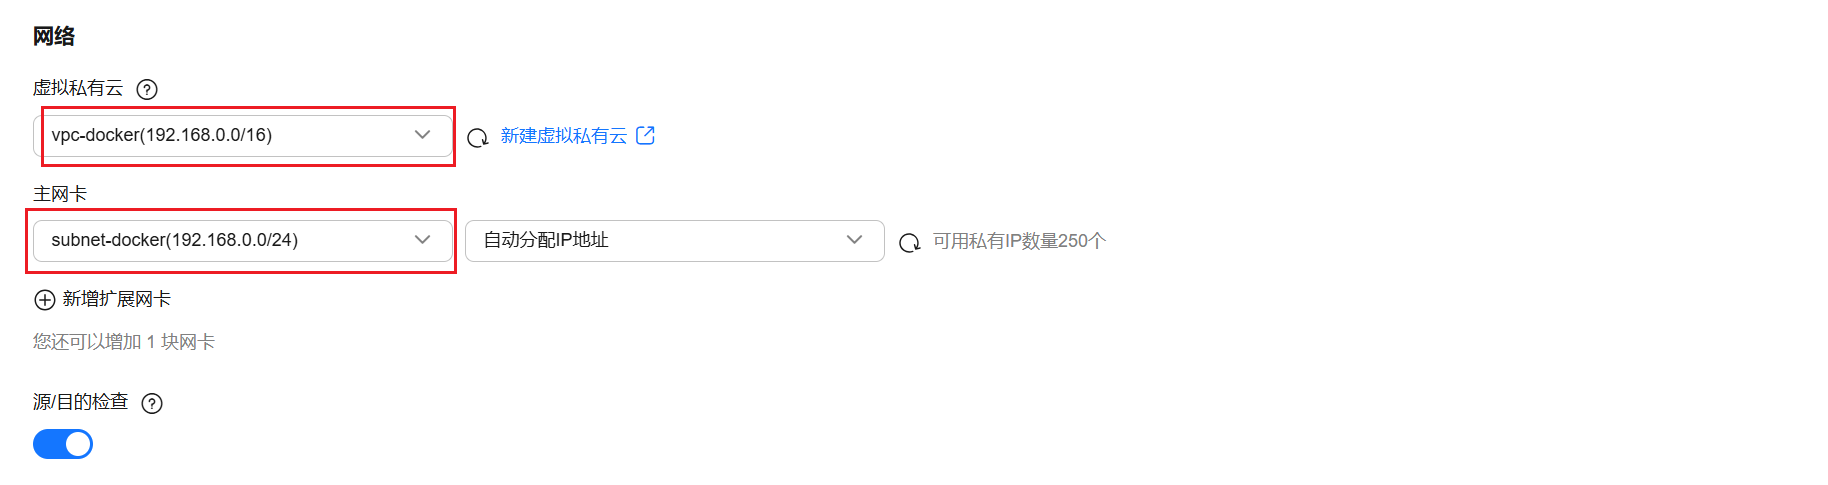 网络
虚拟私有云 ?
vpc-docker(192.168.0.0/16) 新建虚拟私有云
主网卡
subnet-docker(192.168.0.0/24) 自动分配IP地址 可用私有IP数量250个
新增扩展网卡
您还可以增加 1 块网卡
源/目的检查 ?